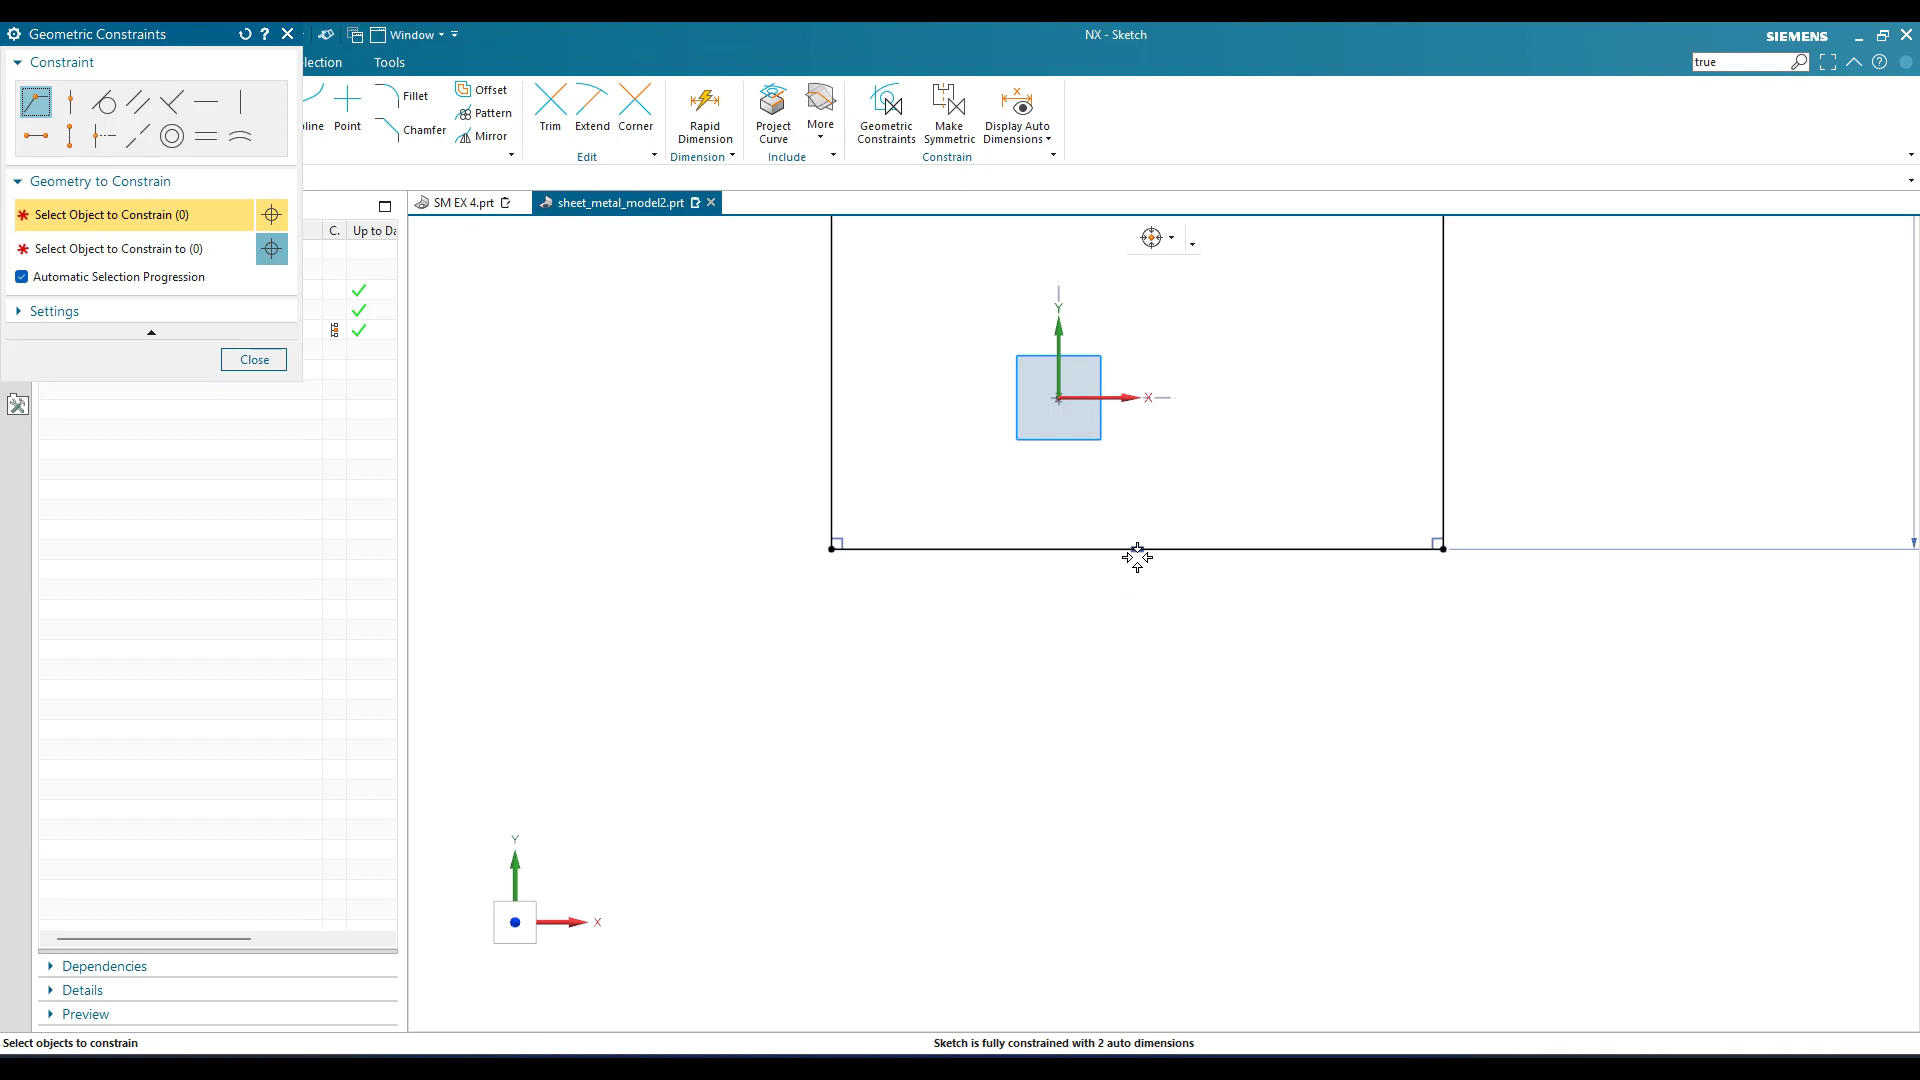 Geometric Constraints
Window
NX - Sketch
SIEMENS
Constraint
lection
Tools
true
Fillet
Offset
Pattern
Chamfer
Mirror
line
Point
Trim
Extend
Corner
Rapid
Dimension
Project
Curve
More
Geometric
Constraints
Make
Symmetric
Display Auto
Dimensions
Edit
Dimension
Include
Constrain
Geometry to Constrain
Select Object to Constrain (0)
Select Object to Constrain to (0)
Automatic Selection Progression
Settings
Close
C.
Up to Da
SM EX 4.prt
sheet_metal_model2.prt
Y
X
Y
X
Dependencies
Details
Preview
Select objects to constrain
Sketch is fully constrained with 2 auto dimensions